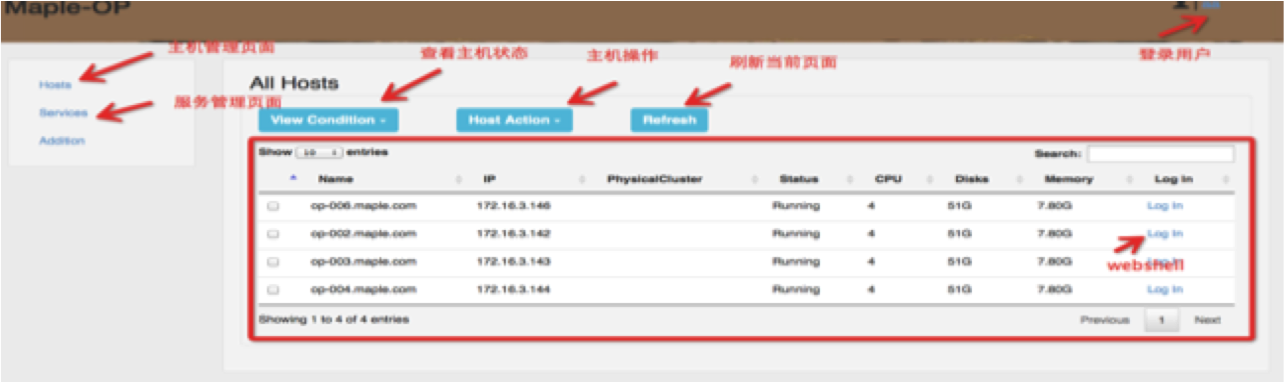 Maple-OP
主机管理页面
查看主机状态
主机操作
刷新当前页面
登录用户
Hosts
服务管理页面
Services
Addition
All Hosts
View Condition
Host Action
Refresh
Show 10 entries
Search:
Name IP PhysicalCluster Status CPU Disks Memory Log In
op-006.maple.com 172.16.3.146 Running 4 51G 7.80G Log In
op-002.maple.com 172.16.3.142 Running 4 51G 7.80G Log In
op-003.maple.com 172.16.3.143 Running 4 51G 7.80G Log In
webshell
op-004.maple.com 172.16.3.144 Running 4 51G 7.80G Log In
Showing 1 to 4 of 4 entries
Previous 1 Next